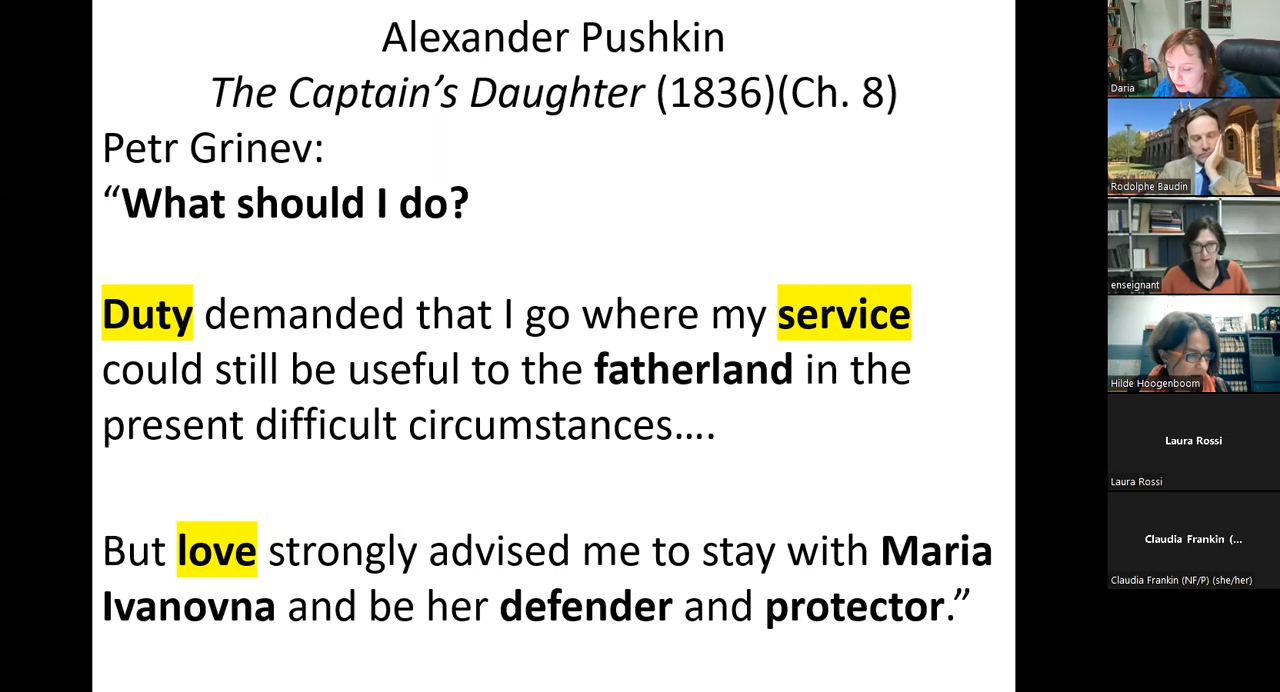 Alexander Pushkin
The Captain's Daughter (1836)(Ch. 8)
Petr Grinev:
“What should I do?
Duty demanded that I go where my service
could still be useful to the fatherland in the
present difficult circumstances….
But love strongly advised me to stay with Maria
Ivanovna and be her defender and protector.”
Daria
Rodolphe Baudin
enseignant
Hilde Hoogenboom
Laura Rossi
Laura Rossi
Claudia Frankin (...
Claudia Frankin (NF/P) (she/her)